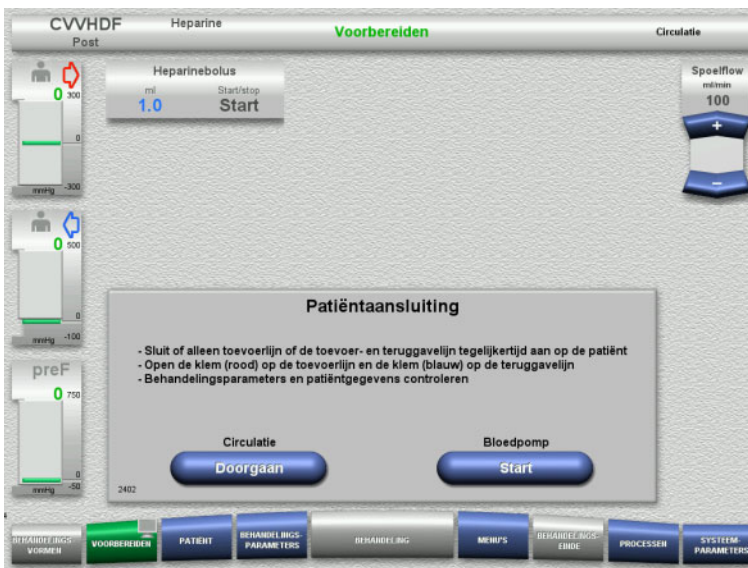 CVVHDF
Post
Heparine
Voorbereiden
Circulatie
0
300
0
-300
mmHg
Heparinebolus
ml
Start/stop
1.0
Start
Spoelflow
ml/min
100
+
−
0
500
0
-100
mmHg
preF
0
750
0
-50
mmHg
Patiëntaansluiting
- Sluit of alleen toevoerlijn of de toevoer- en teruggavelijn tegelijkertijd aan op de patiënt
- Open de klem (rood) op de toevoerlijn en de klem (blauw) op de teruggavelijn
- Behandelingsparameters en patiëntgegevens controleren
Circulatie
Bloedpomp
Doorgaan
Start
2402
BEHANDELINGS-
VORMEN
VOORBEREIDEN
PATIENT
BEHANDELINGS-
PARAMETERS
BEHANDELING
MENU'S
BEHANDELINGS-
EINDE
PROCESSEN
SYSTEEM-
PARAMETERS